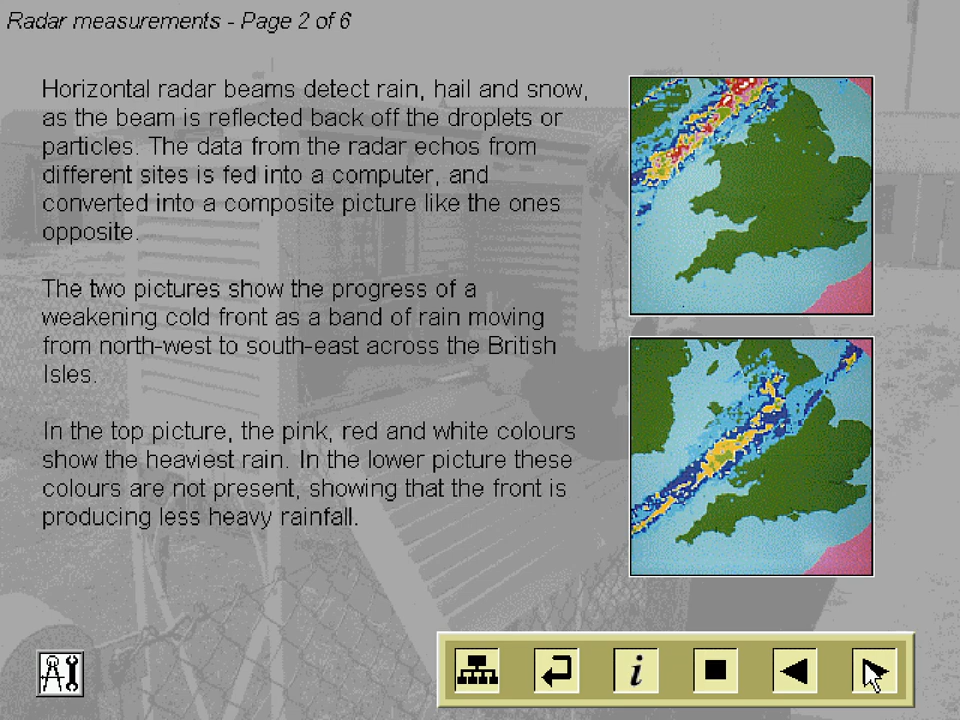 Radar measurements - Page 2 of 6
Horizontal radar beams detect rain, hail and snow,
as the beam is reflected back off the droplets or
particles. The data from the radar echos from
different sites is fed into a computer, and
converted into a composite picture like the ones
opposite.
The two pictures show the progress of a
weakening cold front as a band of rain moving
from north-west to south-east across the British
Isles.
In the top picture, the pink, red and white colours
show the heaviest rain. In the lower picture these
colours are not present, showing that the front is
producing less heavy rainfall.
i